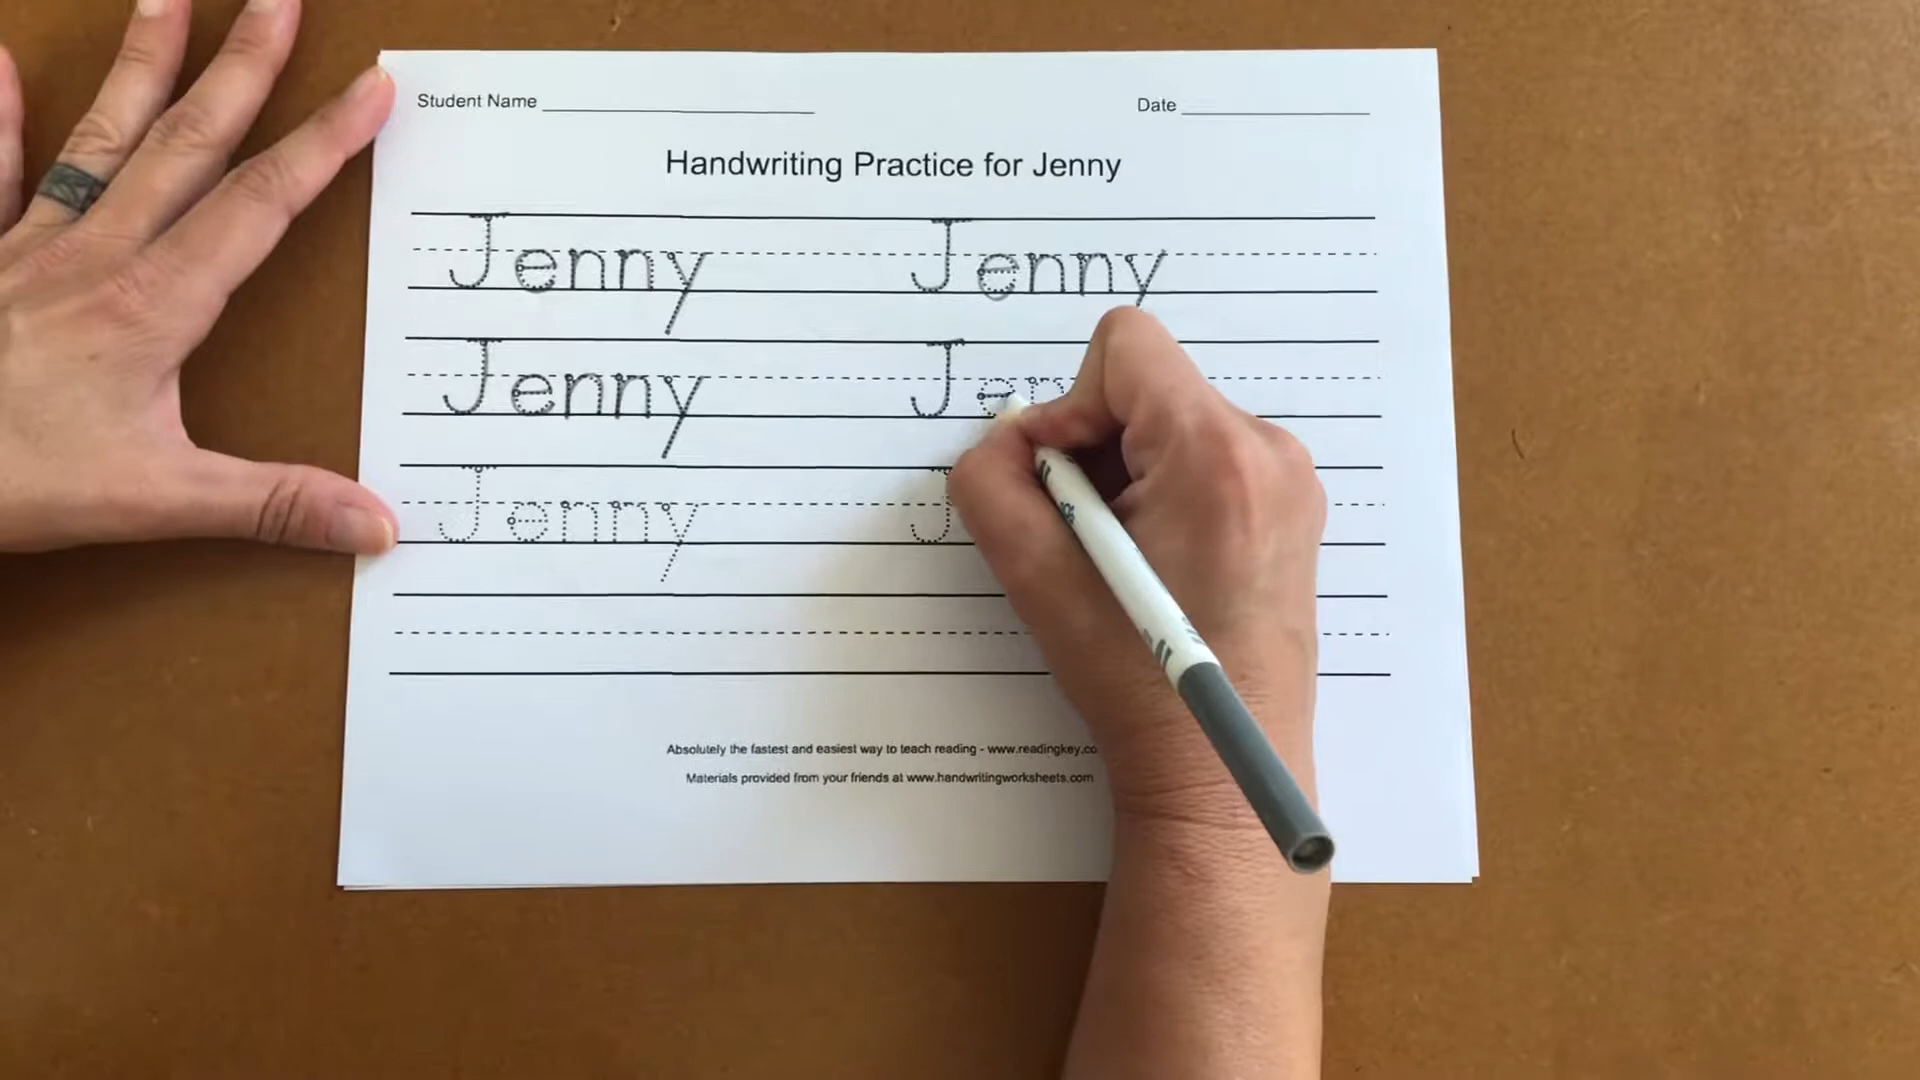 Student Name Date
Handwriting Practice for Jenny
Jenny Jenny
Jenny Jen
Jenny J
Absolutely the fastest and easiest way to teach reading - www.readingkey.co
Materials provided from your friends at www.handwritingworksheets.com